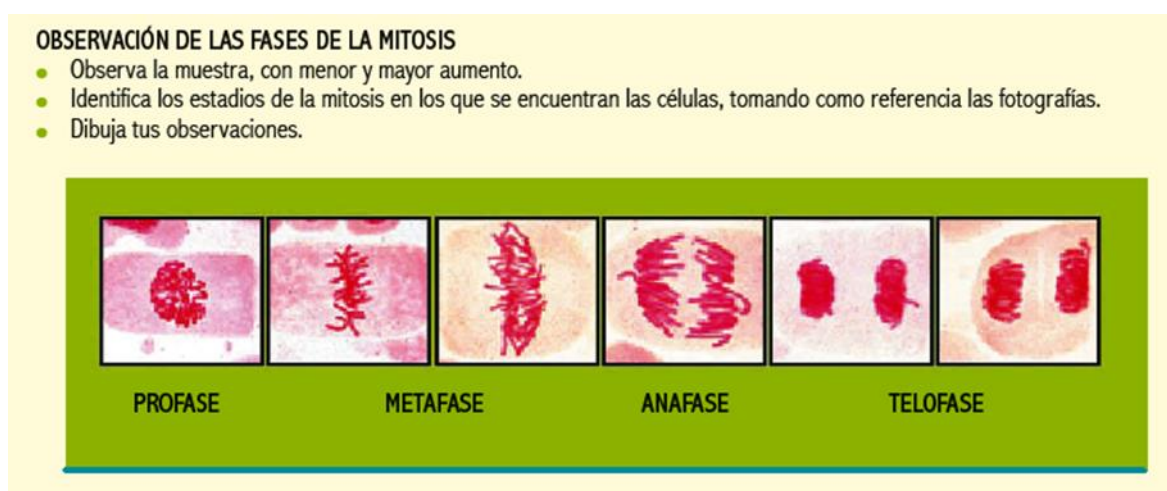 OBSERVACIÓN DE LAS FASES DE LA MITOSIS
• Observa la muestra, con menor y mayor aumento.
• Identifica los estadios de la mitosis en los que se encuentran las células, tomando como referencia las fotografías.
• Dibuja tus observaciones.
PROFASE METAFASE ANAFASE TELOFASE